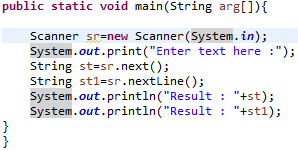 public static void main(String arg[]){
Scanner sr=new Scanner(System.in);
System.out.print("Enter text here :");
String st=sr.next();
String st1=sr.nextLine();
System.out.println("Result : "+st);
System.out.println("Result : "+st1);
}
}